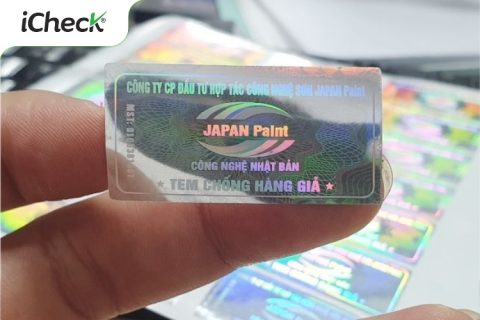 iCheck®
CÔNG TY CP ĐẦU TƯ HỢP TÁC CÔNG NGHỆ SƠN JAPAN Paint
JAPAN Paint
CÔNG NGHỆ NHẬT BẢN
★ TEM CHỐNG HÀNG GIẢ ★
MST: